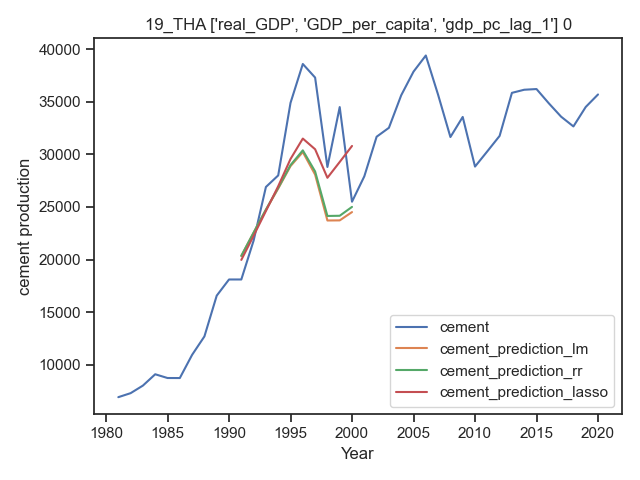 19_THA ['real_GDP', 'GDP_per_capita', 'gdp_pc_lag_1'] 0
40000
35000
30000
25000
20000
15000
10000
cement production
cement
cement_prediction_lm
cement_prediction_rr
cement_prediction_lasso
1980 1985 1990 1995 2000 2005 2010 2015 2020
Year